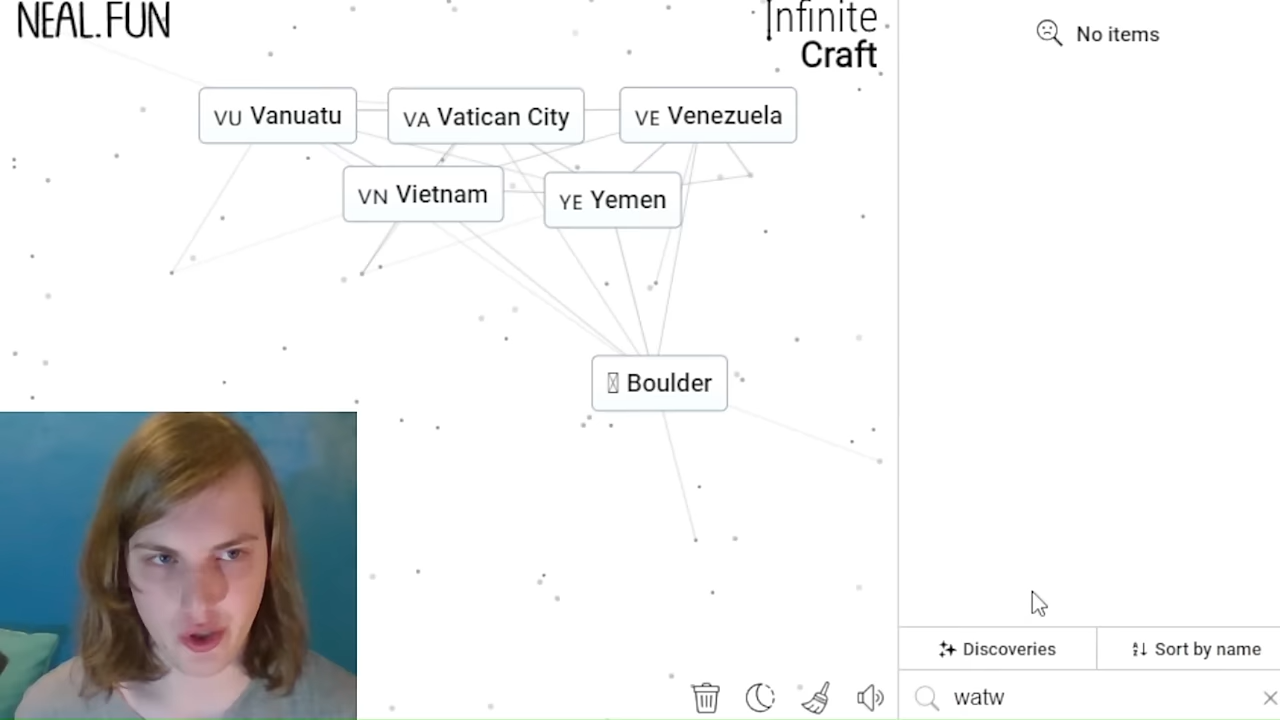 NEAL.FUN
Infinite
Craft
No items
VU Vanuatu
VA Vatican City
VE Venezuela
VN Vietnam
YE Yemen
Boulder
Discoveries
Sort by name
watw